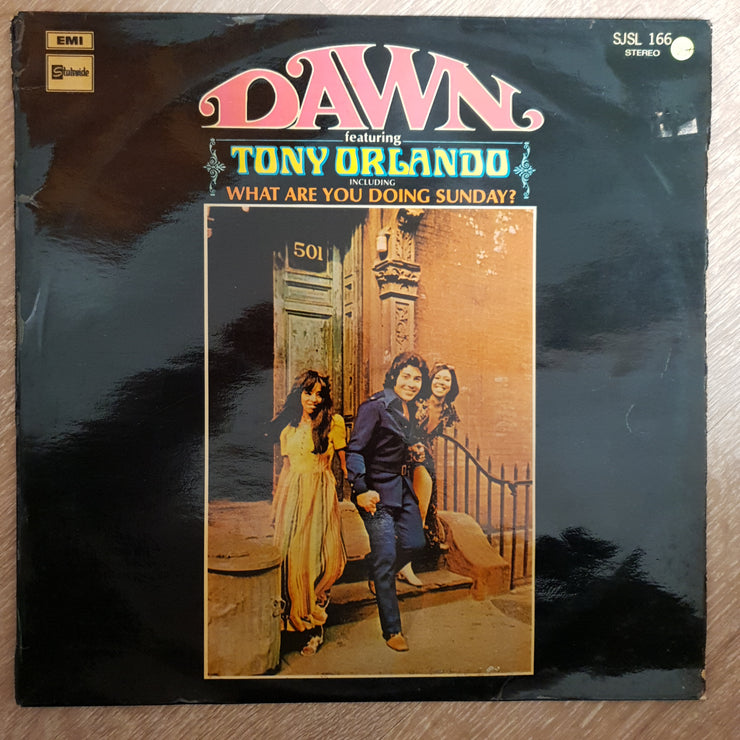 EMI
Stateside
SJSL 166
STEREO
DAWN
featuring
TONY ORLANDO
INCLUDING
WHAT ARE YOU DOING SUNDAY?
501